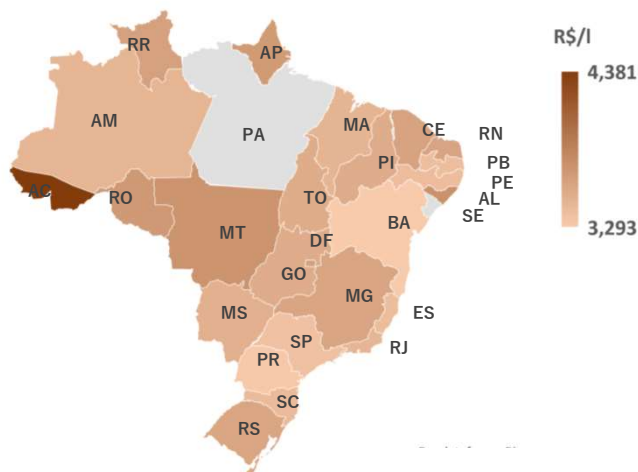 R$/l
4,381
3,293
RR
AP
AM
PA
MA
CE
RN
PI
PB
PE
AL
SE
AC
RO
TO
BA
MT
DF
GO
MG
MS
ES
SP
RJ
PR
SC
RS